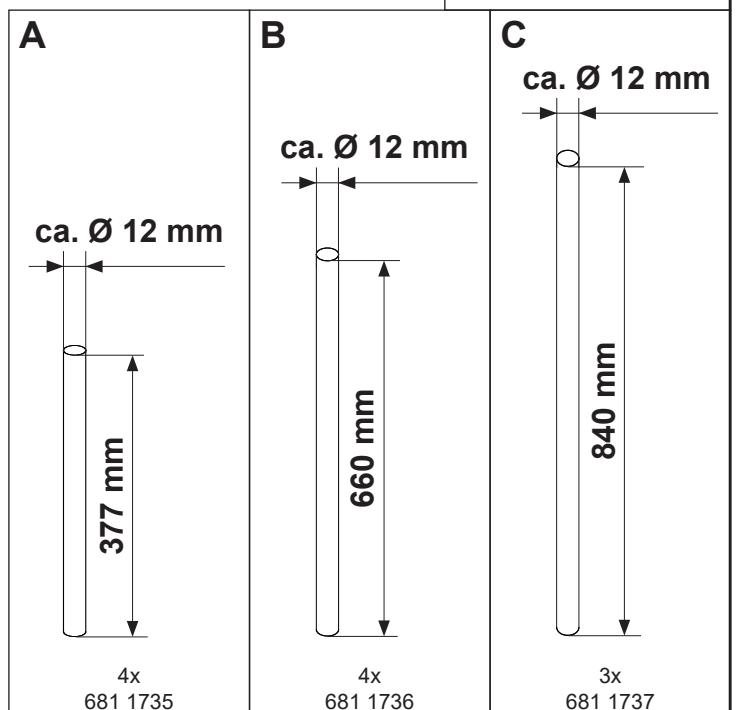 A
ca. Ø 12 mm
377 mm
4x
681 1735
B
ca. Ø 12 mm
660 mm
4x
681 1736
C
ca. Ø 12 mm
840 mm
3x
681 1737